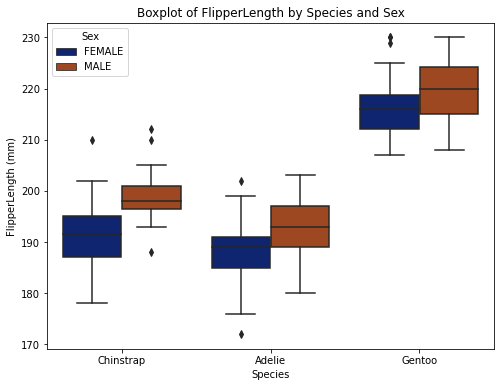 Boxplot of FlipperLength by Species and Sex
Sex
FEMALE
MALE
FlipperLength (mm)
230
220
210
200
190
180
170
Chinstrap Adelie Gentoo
Species